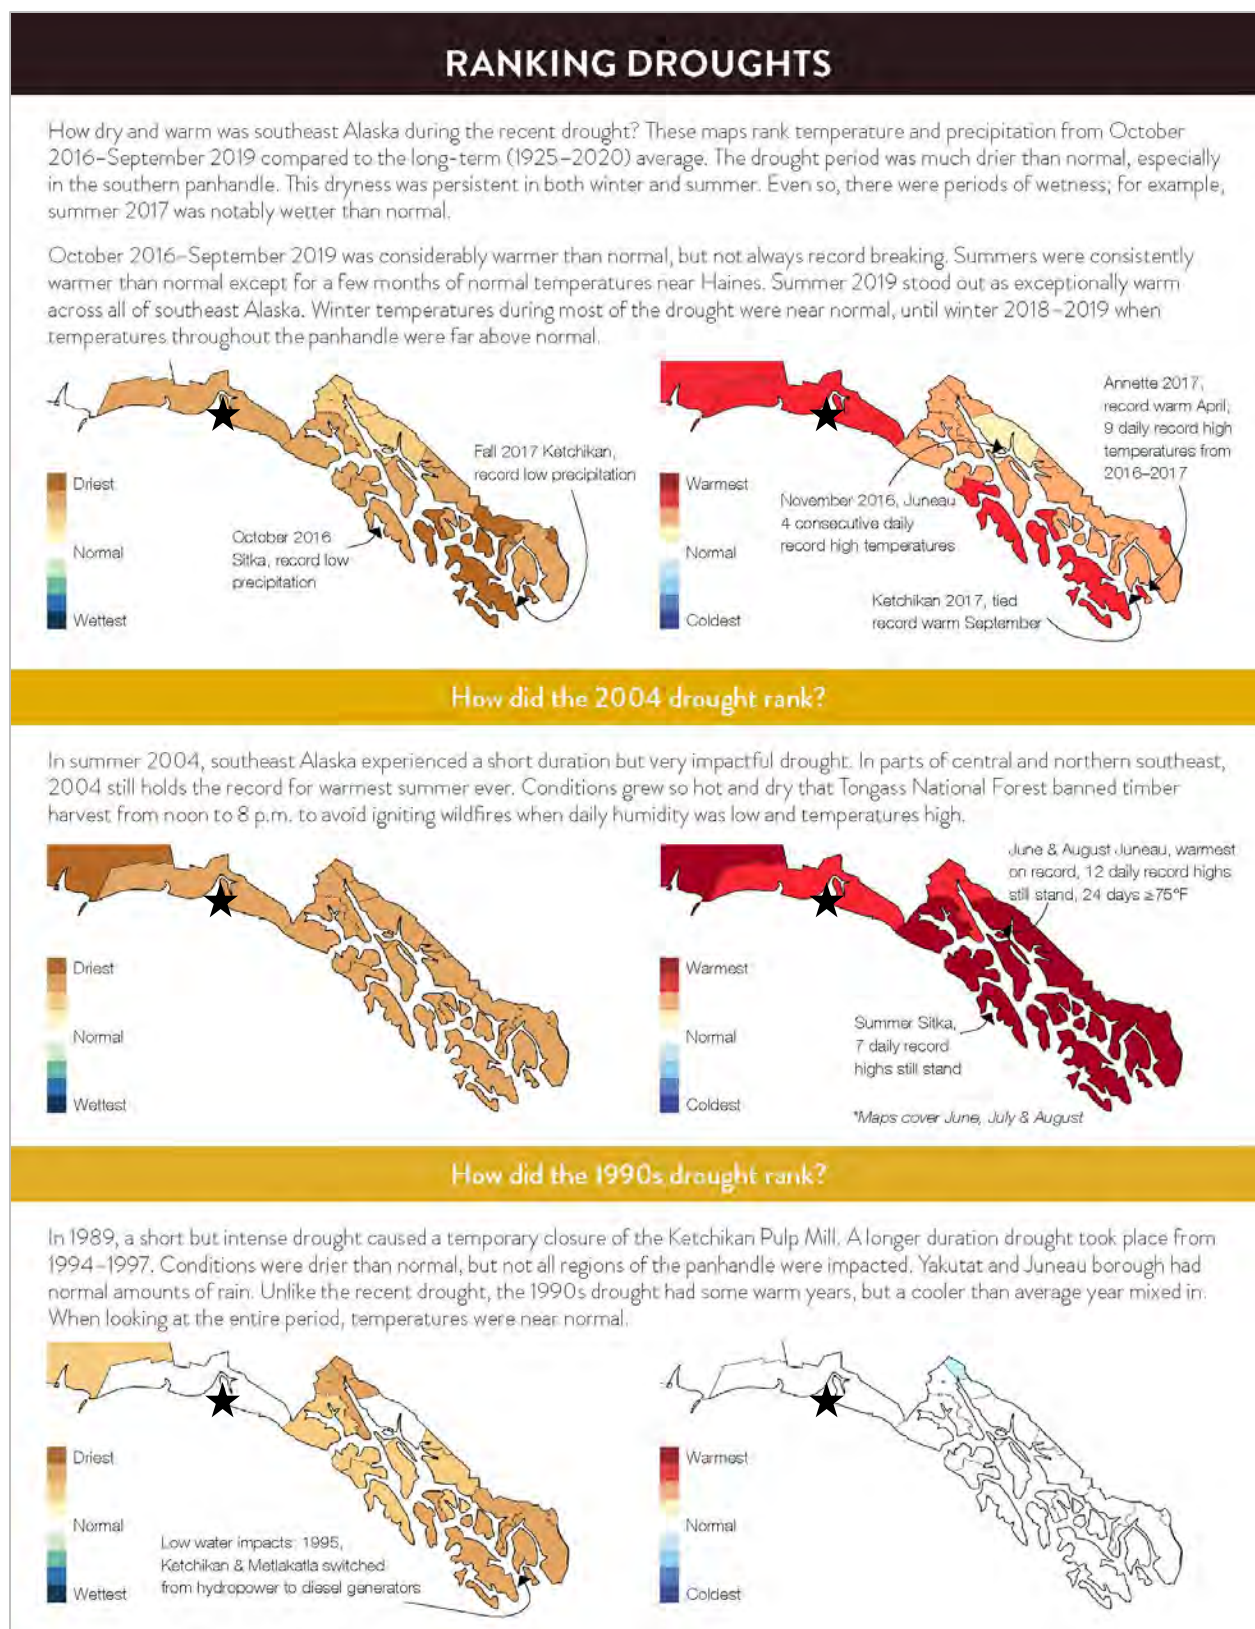 RANKING DROUGHTS
How dry and warm was southeast Alaska during the recent drought? These maps rank temperature and precipitation from October
2016–September 2019 compared to the long-term (1925–2020) average. The drought period was much drier than normal, especially
in the southern panhandle. This dryness was persistent in both winter and summer. Even so, there were periods of wetness; for example,
summer 2017 was notably wetter than normal.
October 2016–September 2019 was considerably warmer than normal, but not always record breaking. Summers were consistently
warmer than normal except for a few months of normal temperatures near Haines. Summer 2019 stood out as exceptionally warm
across all of southeast Alaska. Winter temperatures during most of the drought were near normal, until winter 2018–2019 when
temperatures throughout the panhandle were far above normal.
Driest
Normal
Wettest
October 2016
Sitka, record low
precipitation
Fall 2017 Ketchikan,
record low precipitation
Warmest
Normal
Coldest
November 2016, Juneau
4 consecutive daily
record high temperatures
Annette 2017,
record warm April,
9 daily record high
temperatures from
2016–2017
Ketchikan 2017, tied
record warm September
How did the 2004 drought rank?
In summer 2004, southeast Alaska experienced a short duration but very impactful drought. In parts of central and northern southeast,
2004 still holds the record for warmest summer ever. Conditions grew so hot and dry that Tongass National Forest banned timber
harvest from noon to 8 p.m. to avoid igniting wildfires when daily humidity was low and temperatures high.
Driest
Normal
Wettest
Warmest
Normal
Coldest
June & August Juneau, warmest
on record, 12 daily record highs
still stand, 24 days ≥75°F
Summer Sitka,
7 daily record
highs still stand
*Maps cover June, July & August
How did the 1990s drought rank?
In 1989, a short but intense drought caused a temporary closure of the Ketchikan Pulp Mill. A longer duration drought took place from
1994–1997. Conditions were drier than normal, but not all regions of the panhandle were impacted. Yakutat and Juneau borough had
normal amounts of rain. Unlike the recent drought, the 1990s drought had some warm years, but a cooler than average year mixed in.
When looking at the entire period, temperatures were near normal.
Driest
Normal
Wettest
Low water impacts: 1995,
Ketchikan & Metlakatla switched
from hydropower to diesel generators
Warmest
Normal
Coldest